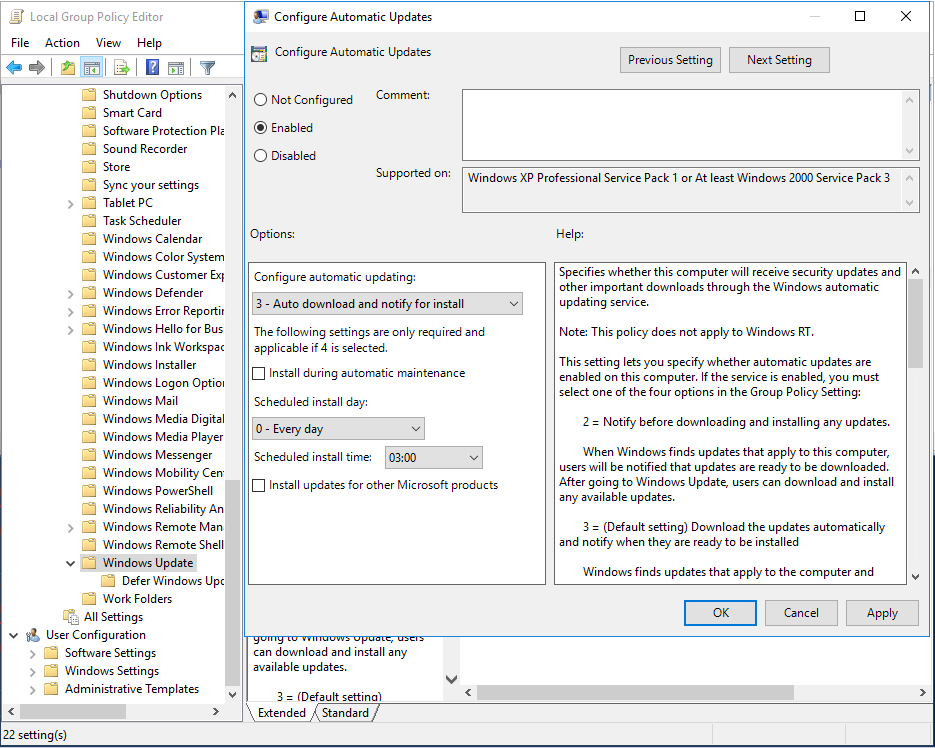 Local Group Policy Editor
File Action View Help
Shutdown Options
Smart Card
Software Protection Pla
Sound Recorder
Store
Sync your settings
Tablet PC
Task Scheduler
Windows Calendar
Windows Color System
Windows Customer Exp
Windows Defender
Windows Error Reportin
Windows Hello for Bus
Windows Ink Workspac
Windows Installer
Windows Logon Option
Windows Mail
Windows Media Digital
Windows Media Player
Windows Messenger
Windows Mobility Cen
Windows PowerShell
Windows Reliability An
Windows Remote Man
Windows Remote Shell
Windows Update
Defer Windows Upd
Work Folders
All Settings
User Configuration
Software Settings
Windows Settings
Administrative Templates
22 setting(s)
Configure Automatic Updates
Configure Automatic Updates
Previous Setting
Next Setting
Not Configured
Enabled
Disabled
Comment:
Supported on:
Windows XP Professional Service Pack 1 or At least Windows 2000 Service Pack 3
Options:
Help:
Configure automatic updating:
3 - Auto download and notify for install
The following settings are only required and
applicable if 4 is selected.
Install during automatic maintenance
Scheduled install day:
0 - Every day
Scheduled install time: 03:00
Install updates for other Microsoft products
Specifies whether this computer will receive security updates and
other important downloads through the Windows automatic
updating service.
Note: This policy does not apply to Windows RT.
This setting lets you specify whether automatic updates are
enabled on this computer. If the service is enabled, you must
select one of the four options in the Group Policy Setting:
2 = Notify before downloading and installing any updates.
When Windows finds updates that apply to this computer,
users will be notified that updates are ready to be downloaded.
After going to Windows Update, users can download and install
any available updates.
3 = (Default setting) Download the updates automatically
and notify when they are ready to be installed
Windows finds updates that apply to the computer and
OK
Cancel
Apply
going to Windows Update, users
can download and install any
available updates.
3 = (Default setting)
Extended
Standard